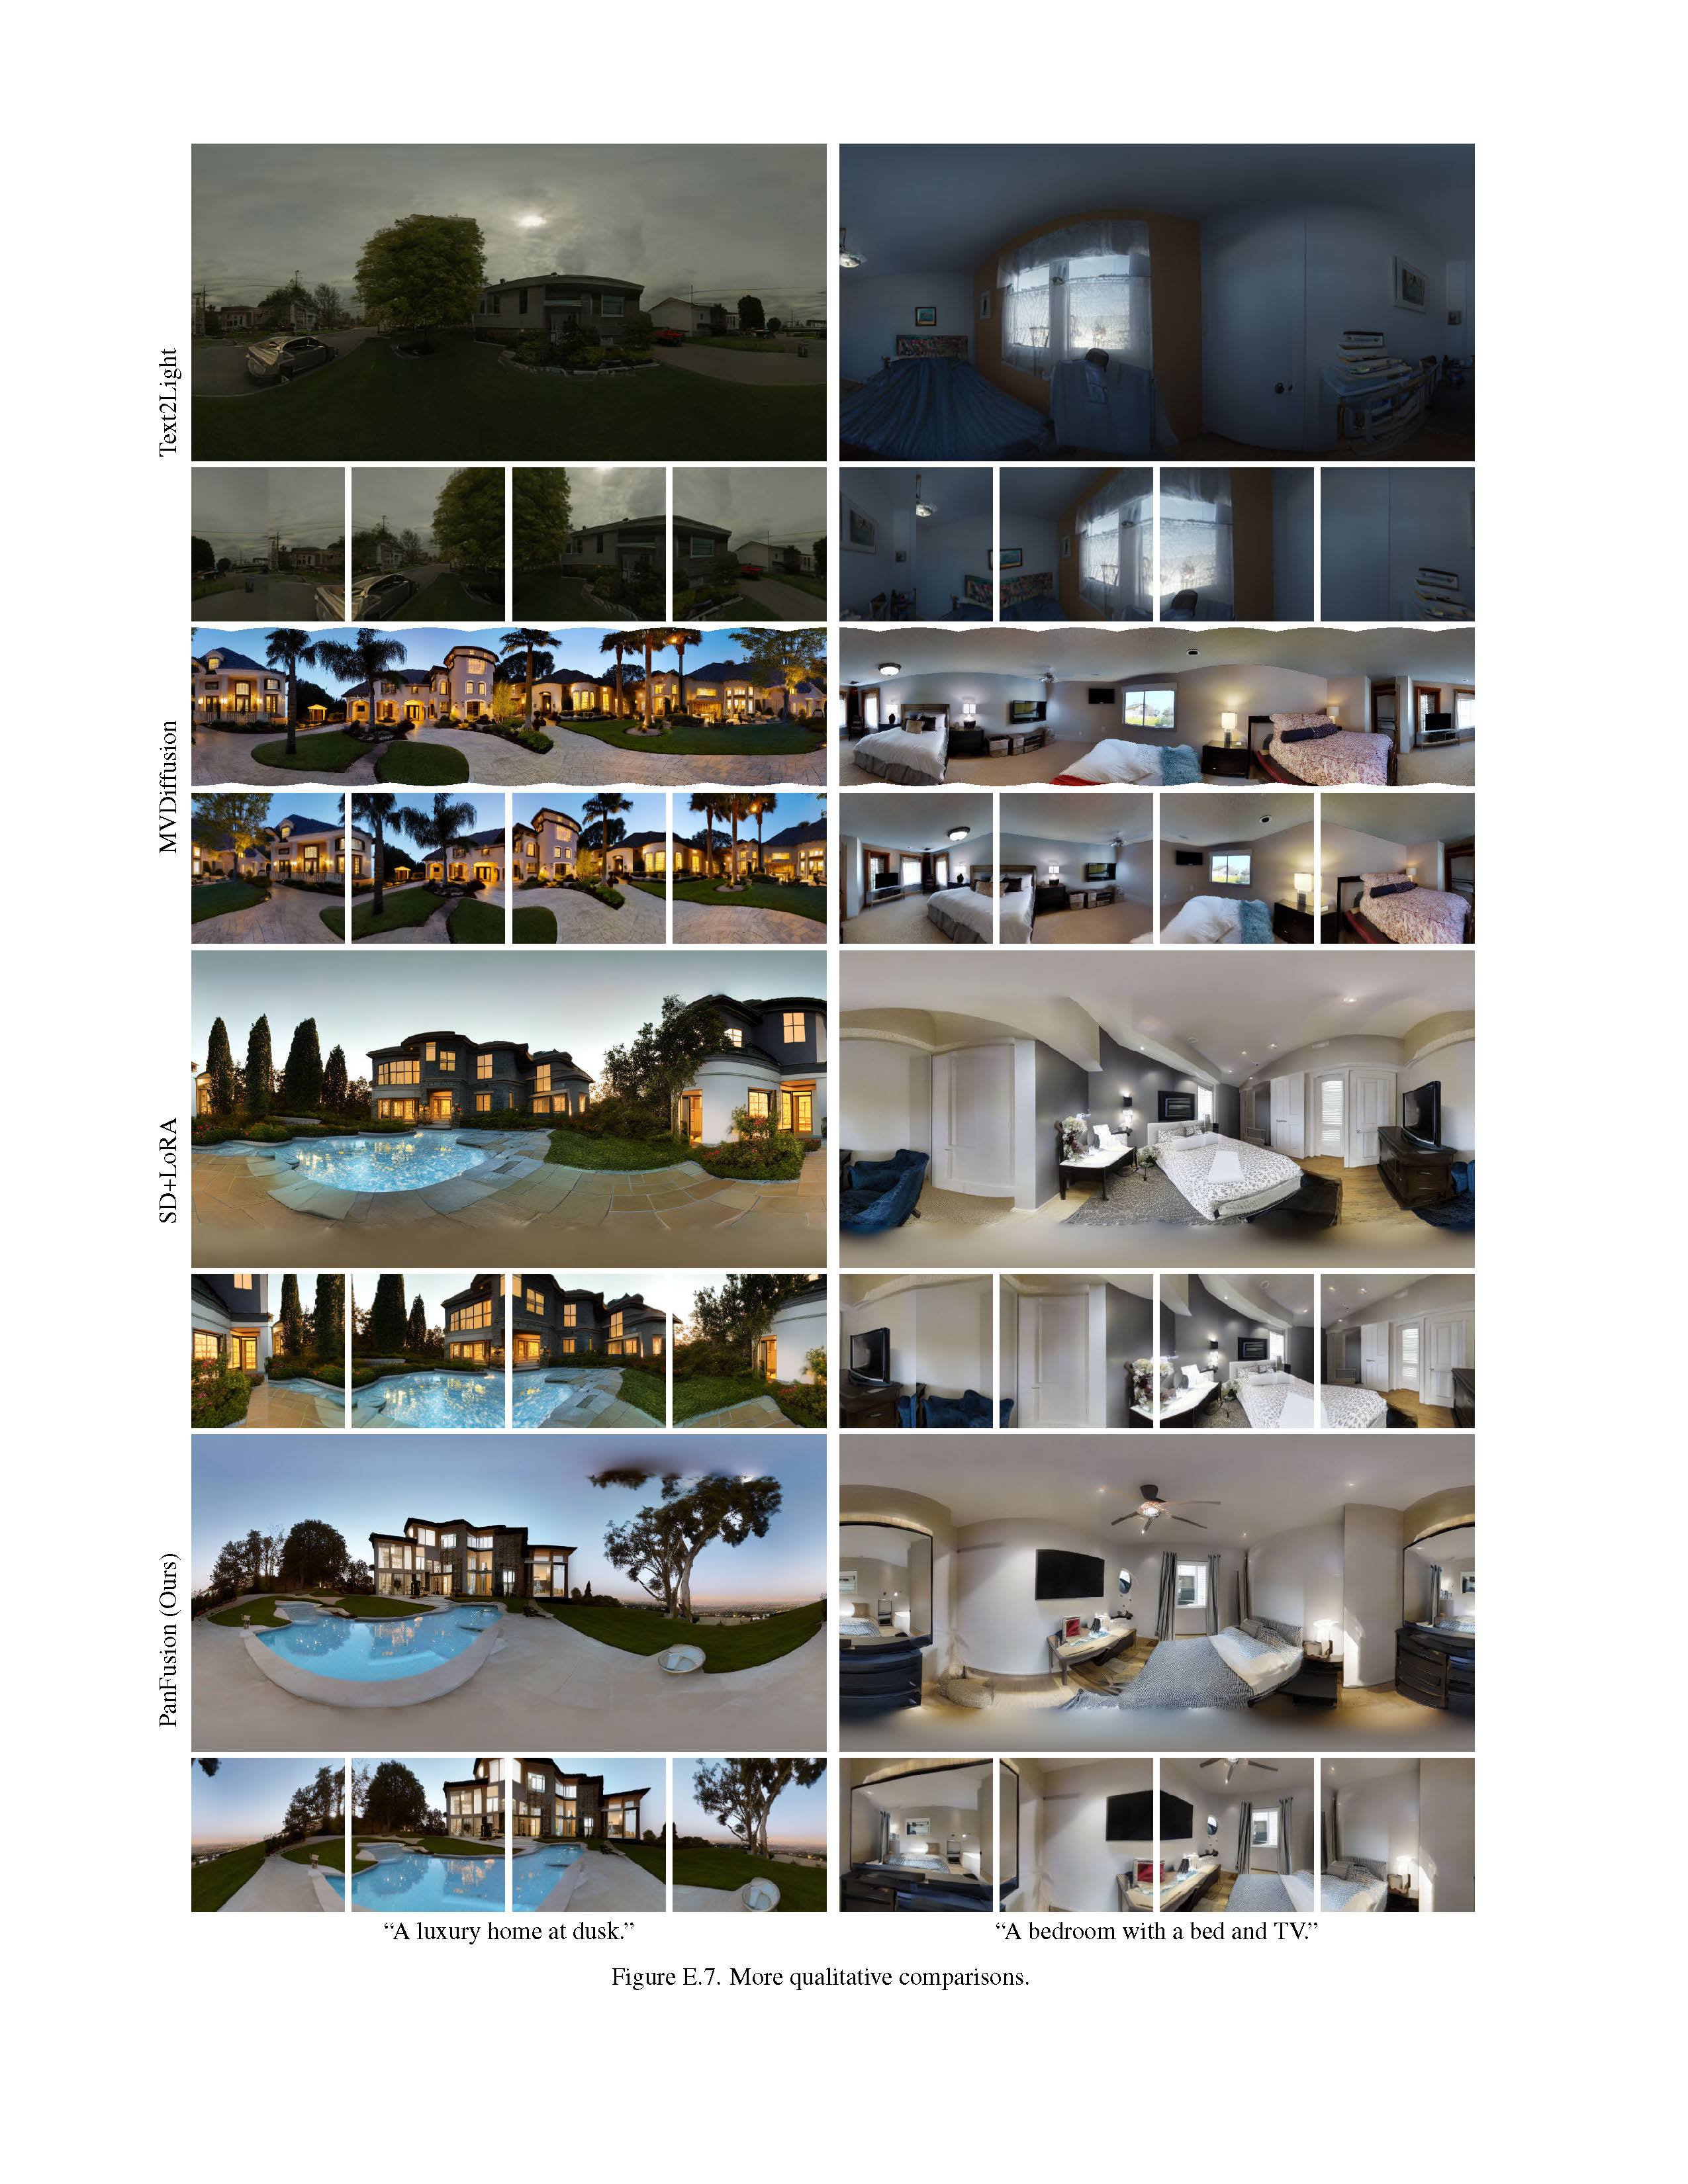 Text2Light
MVDiffusion
SD+LoRA
PanFusion (Ours)
“A luxury home at dusk.”
“A bedroom with a bed and TV.”
Figure E.7. More qualitative comparisons.